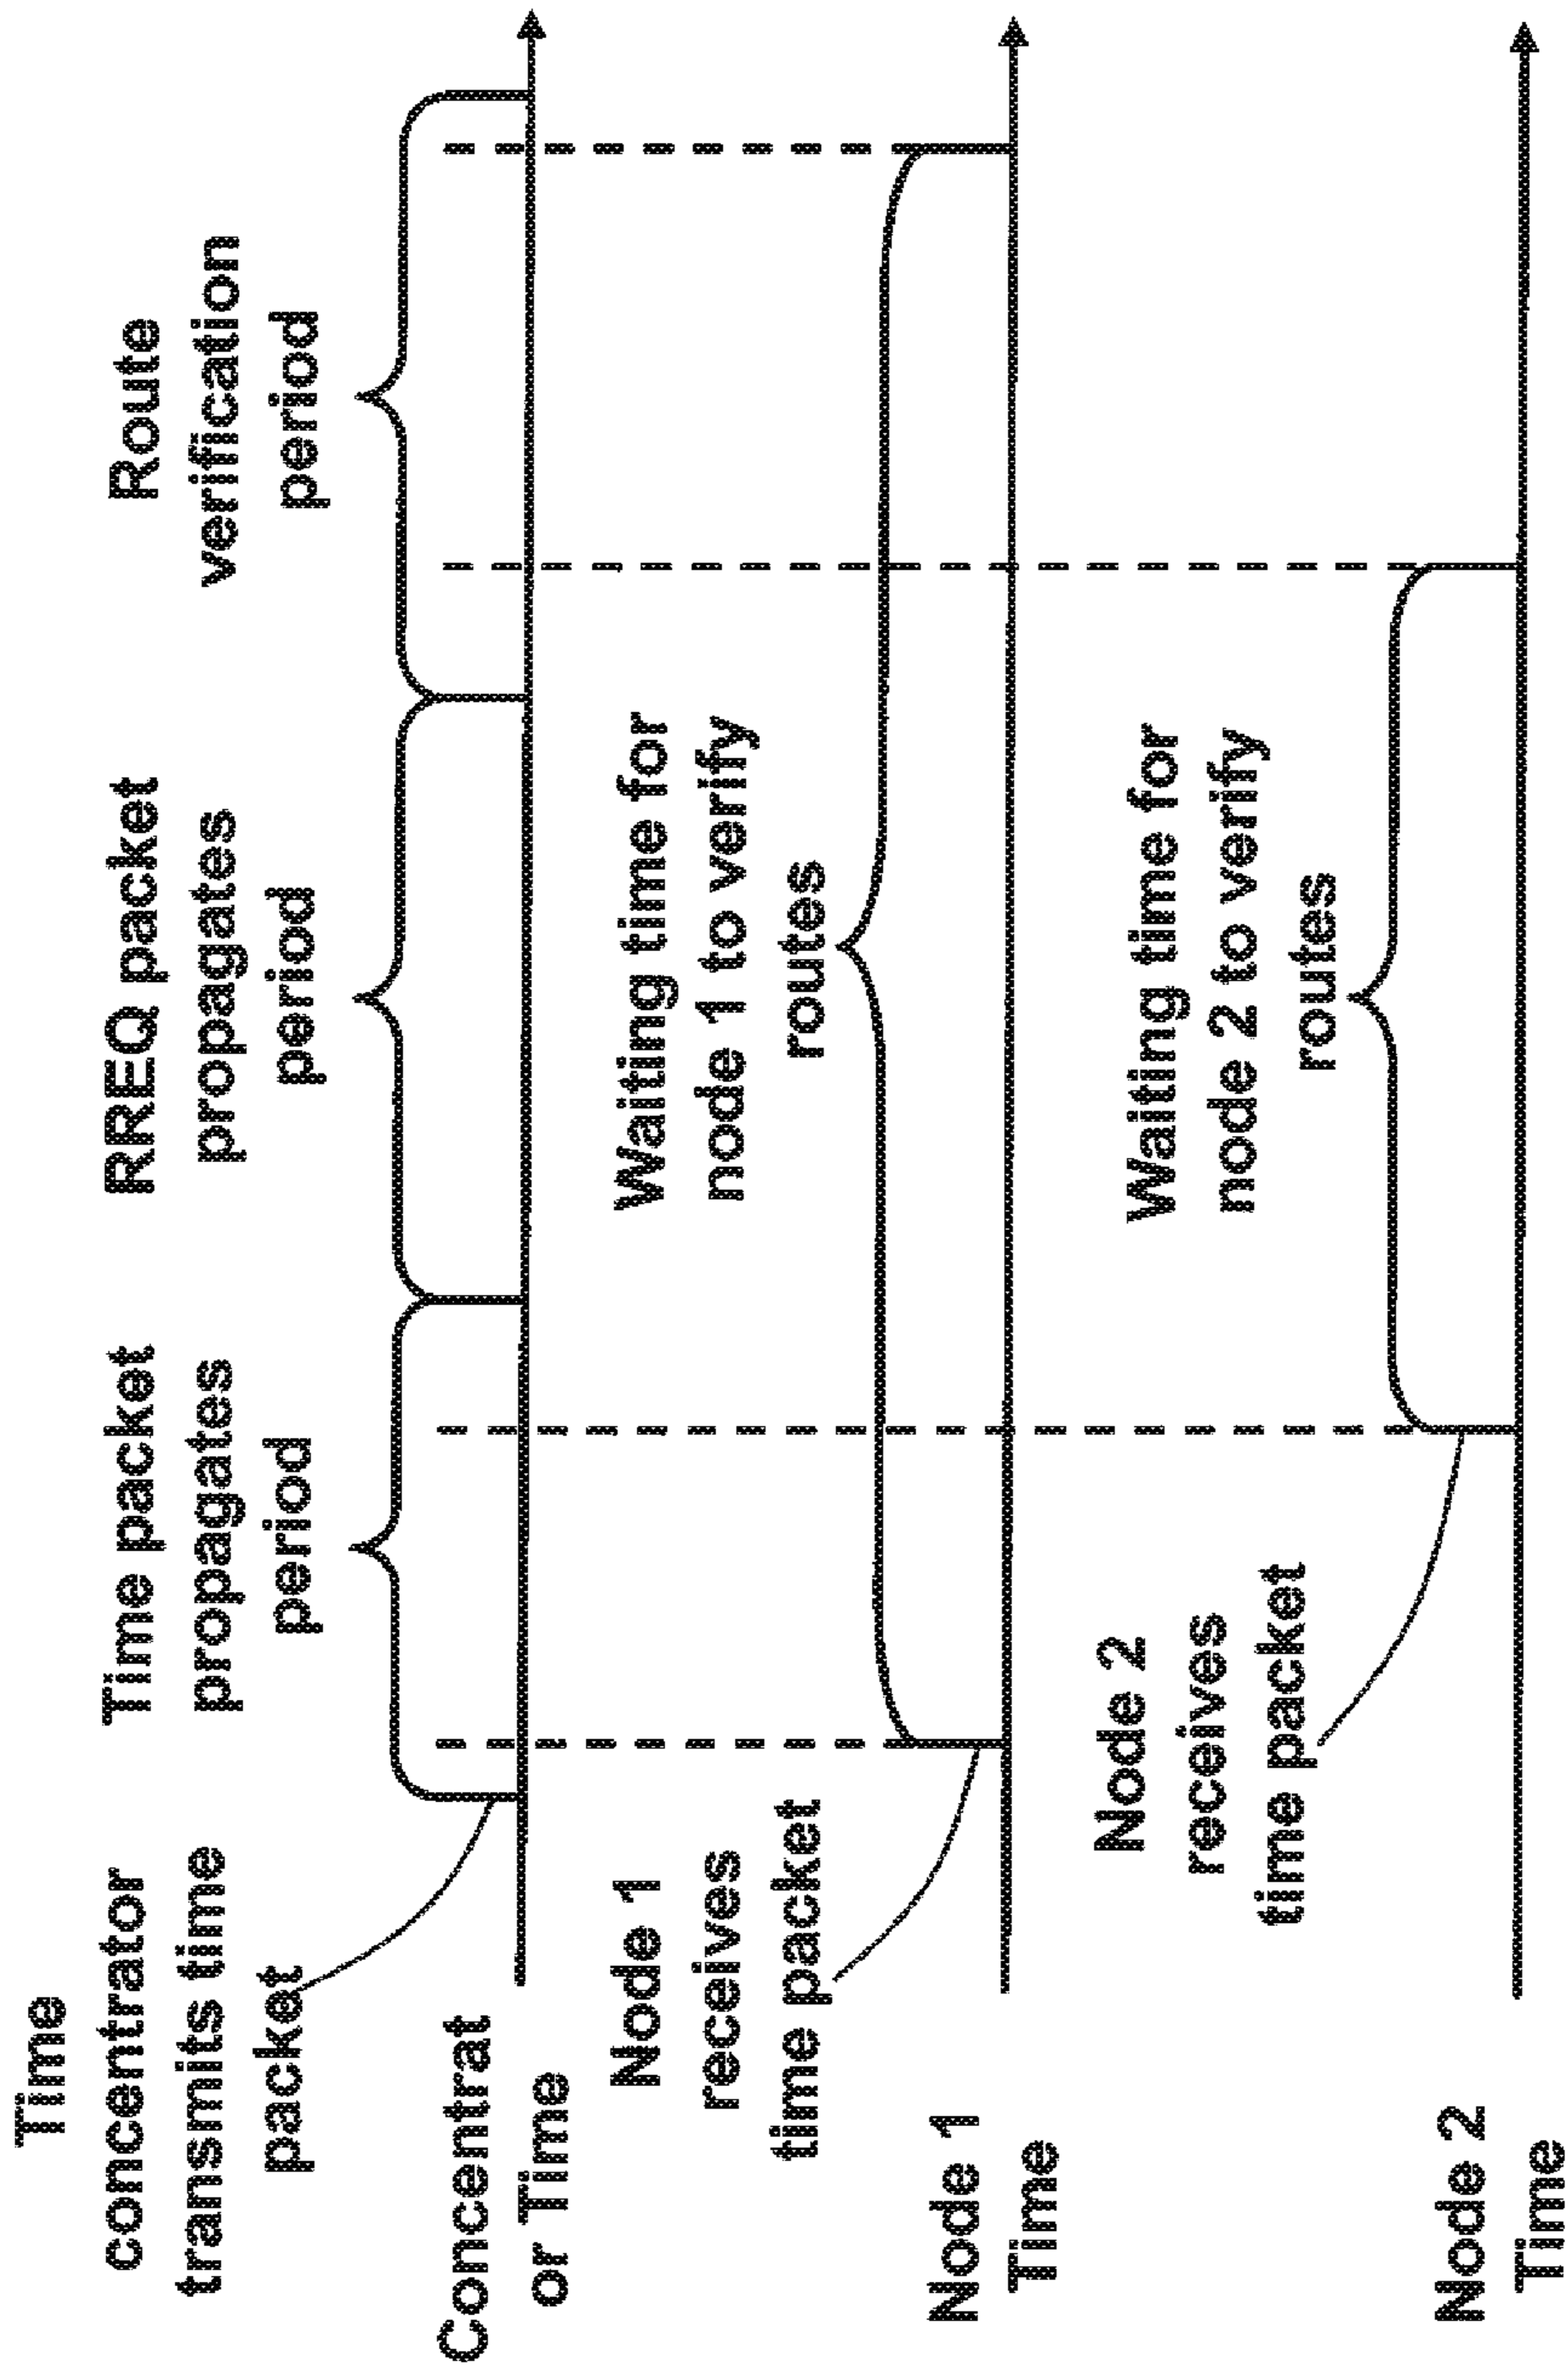 Time
concentrator
transmits time
packet
Time packet
propagates
period
RREQ packet
propagates
period
Route
verification
period
Concentrat
or Time
Node 1
receives
time packet
Waiting time for
node 1 to verify
routes
Node 1
Time
Node 2
receives
time packet
Waiting time for
node 2 to verify
routes
Node 2
Time